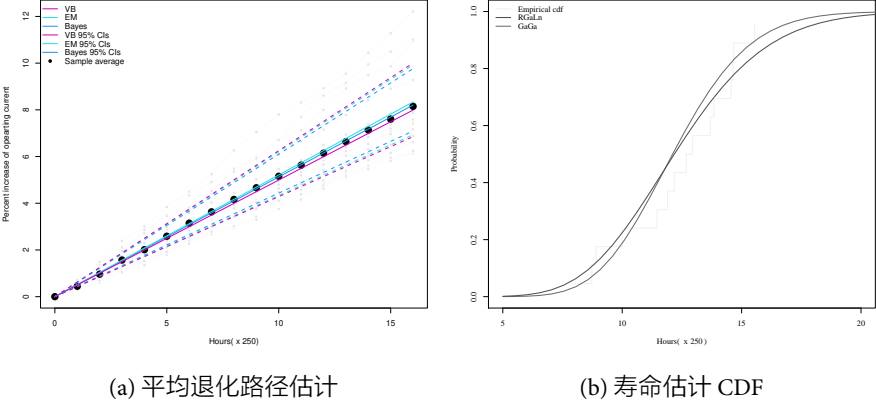 VB
EM
Bayes
VB 95% CIs
EM 95% CIs
Bayes 95% CIs
Sample average
Percent increase of opearting current
0 2 4 6 8 10 12
0 5 10 15
Hours( x 250)
(a) 平均退化路径估计
Empirical cdf
RGaLn
GaGa
Probability
0.0 0.2 0.4 0.6 0.8 1.0
5 10 15 20
Hours( x 250 )
(b) 寿命估计 CDF